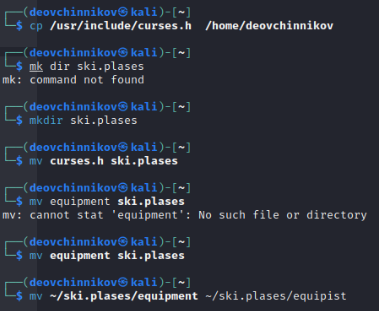 ┌──(deovchinnikov㉿kali)-[~]
└─$ cp /usr/include/curses.h  /home/deovchinnikov
┌──(deovchinnikov㉿kali)-[~]
└─$ mk dir ski.plases
mk: command not found
┌──(deovchinnikov㉿kali)-[~]
└─$ mkdir ski.plases
┌──(deovchinnikov㉿kali)-[~]
└─$ mv curses.h ski.plases
┌──(deovchinnikov㉿kali)-[~]
└─$ mv equipment ski.plases
mv: cannot stat 'equipment': No such file or directory
┌──(deovchinnikov㉿kali)-[~]
└─$ mv equipment ski.plases
┌──(deovchinnikov㉿kali)-[~]
└─$ mv ~/ski.plases/equipment ~/ski.plases/equipist